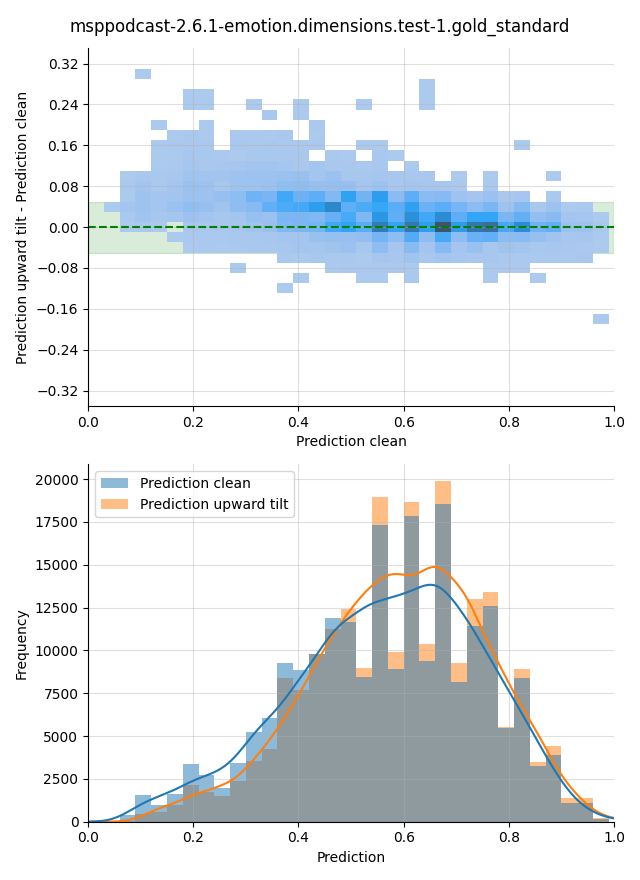 msppodcast-2.6.1-emotion.dimensions.test-1.gold_standard
Prediction upward tilt - Prediction clean
0.32
0.24
0.16
0.08
0.00
−0.08
−0.16
−0.24
−0.32
0.0 0.2 0.4 0.6 0.8 1.0
Prediction clean
Frequency
20000
17500
15000
12500
10000
7500
5000
2500
0
Prediction clean
Prediction upward tilt
0.0 0.2 0.4 0.6 0.8 1.0
Prediction